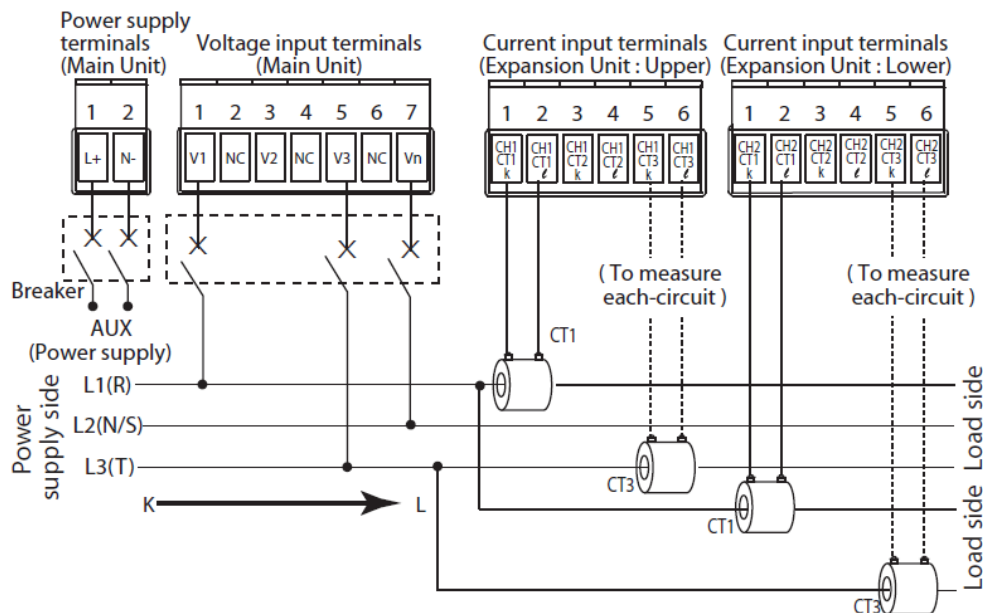 Power supply
terminals
(Main Unit)
Voltage input terminals
(Main Unit)
Current input terminals
(Expansion Unit : Upper)
Current input terminals
(Expansion Unit : Lower)
1 2
1 2 3 4 5 6 7
1 2 3 4 5 6
1 2 3 4 5 6
L+ N-
V1 NC V2 NC V3 NC Vn
CH1 CH1 CH1 CH1 CH1 CH1
CT1 CT1 CT2 CT2 CT3 CT3
k ℓ k ℓ k ℓ
CH2 CH2 CH2 CH2 CH2 CH2
CT1 CT1 CT2 CT2 CT3 CT3
k ℓ k ℓ k ℓ
Breaker
AUX
(Power supply)
( To measure
each-circuit )
( To measure
each-circuit )
CT1
Power
supply side
L1(R)
L2(N/S)
L3(T)
K L
CT3
CT1
CT3
Load side
Load side